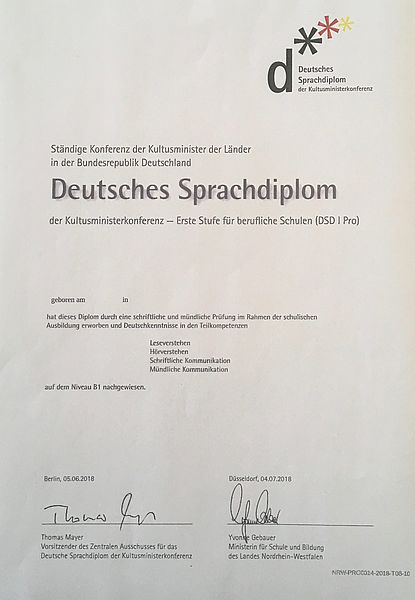 d
Deutsches
Sprachdiplom
der Kultusministerkonferenz
Ständige Konferenz der Kultusminister der Länder
in der Bundesrepublik Deutschland
Deutsches Sprachdiplom
der Kultusministerkonferenz — Erste Stufe für berufliche Schulen (DSD I Pro)
geboren am in
hat dieses Diplom durch eine schriftliche und mündliche Prüfung im Rahmen der schulischen
Ausbildung erworben und Deutschkenntnisse in den Teilkompetenzen
Leseverstehen
Hörverstehen
Schriftliche Kommunikation
Mündliche Kommunikation
auf dem Niveau B1 nachgewiesen.
Berlin, 05.06.2018
Thomas Mayer
Vorsitzender des Zentralen Ausschusses für das
Deutsche Sprachdiplom der Kultusministerkonferenz
Düsseldorf, 04.07.2018
Yvonne Gebauer
Ministerin für Schule und Bildung
des Landes Nordrhein-Westfalen